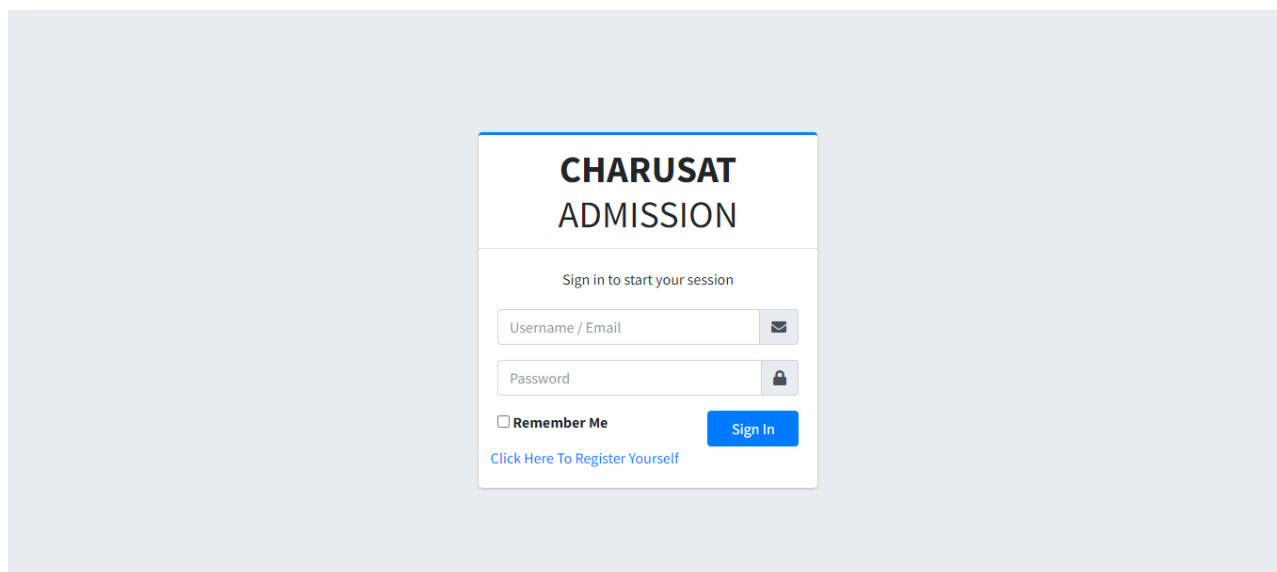 CHARUSAT
ADMISSION
Sign in to start your session
Username / Email
Password
Remember Me
Sign In
Click Here To Register Yourself